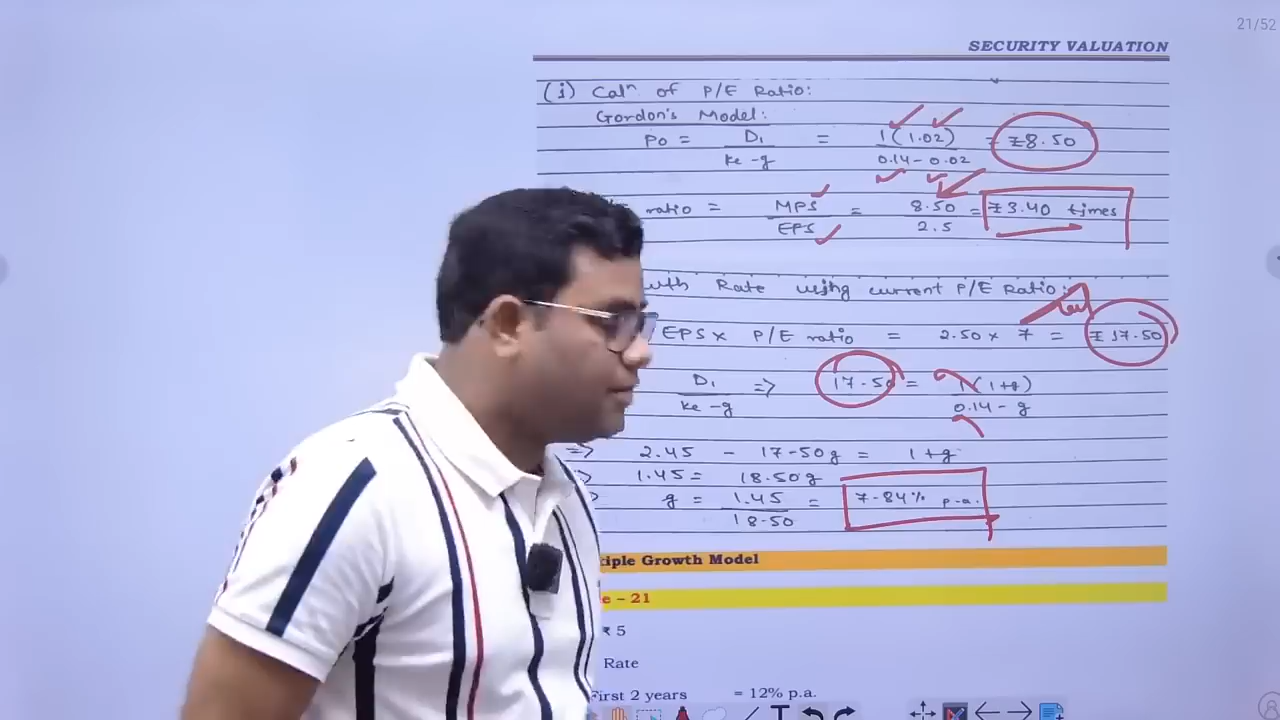 21/52
SECURITY VALUATION
(i) Calⁿ of P/E Ratio:
Gordon's Model:
P0 = D1 / ke-g = 1(1.02) / 0.14-0.02 = ₹8.50
ratio = MPS / EPS = 8.50 / 2.5 = ₹3.40 times
wth Rate using current P/E Ratio:
EPS x P/E ratio = 2.50 x 7 = ₹17.50
D1 / ke-g => 17.50 = 1(1+g) / 0.14-g
=> 2.45 - 17.50g = 1+g
1.45 = 18.50g
g = 1.45 / 18.50 = 7.84% p.a.
tiple Growth Model
e – 21
₹ 5
Rate
First 2 years = 12% p.a.